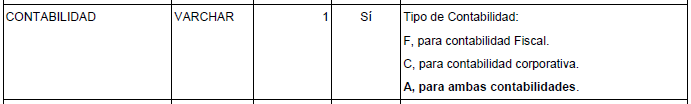 CONTABILIDAD VARCHAR 1 Sí Tipo de Contabilidad:
F, para contabilidad Fiscal.
C, para contabilidad corporativa.
A, para ambas contabilidades.